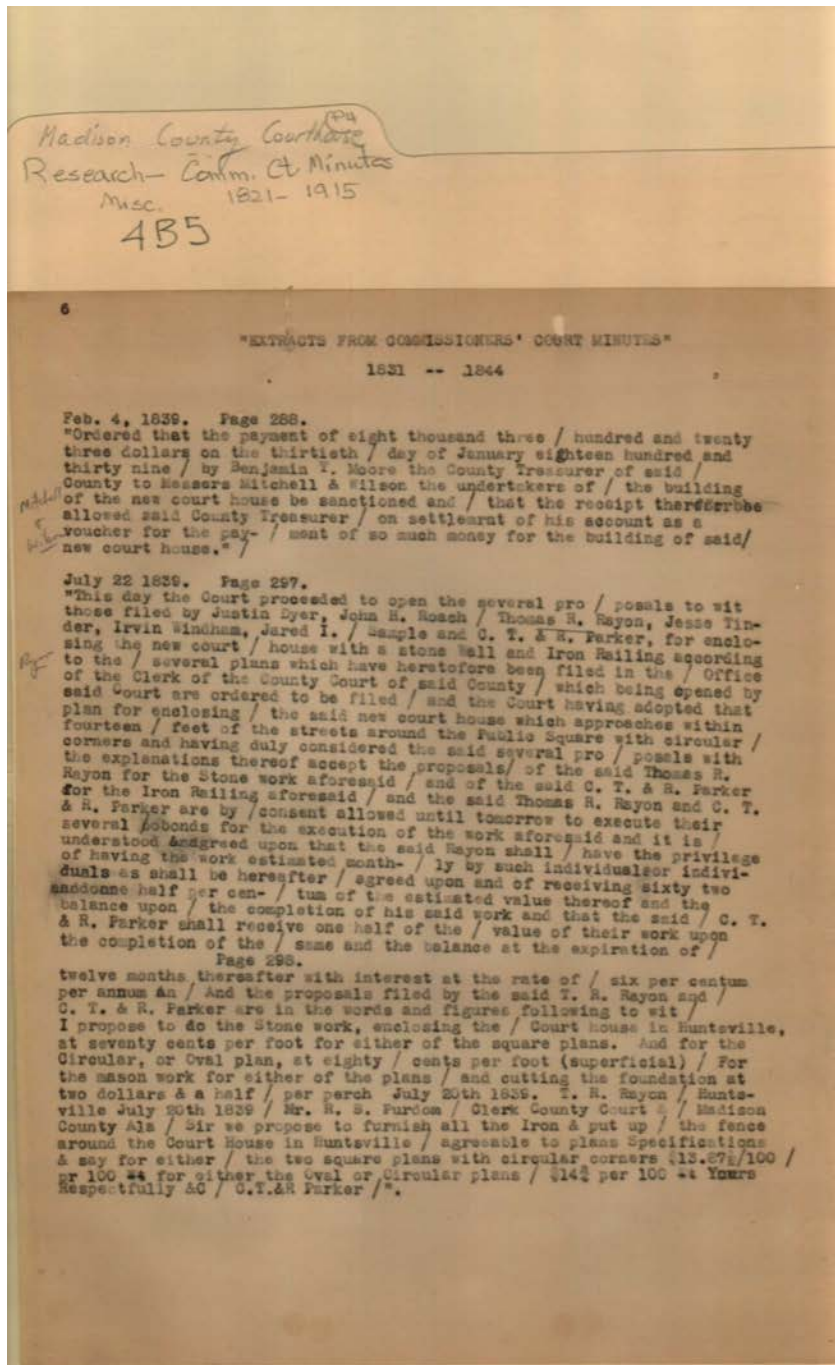 PP4
Madison County Courthouse
Research- Comm. Ct Minutes
Misc. 1821- 1915
4B5
6
"EXTRACTS FROM COMMISSIONERS' COURT MINUTES"
1831 -- 1844
Feb. 4, 1839. Page 288.
"Ordered that the payment of eight thousand three / hundred and twenty
three dollars on the thirtieth / day of January eighteen hundred and
thirty nine / by Benjamin T. Moore the County Treasurer of said /
County to Messers Mitchell & Wilson the undertekers of / the building
of the new court house be sanctioned and / that the receipt
allowed said County Treasurer / on settlemrnt of his account as a
voucher for the pay- / ment of so much money for the building of said/
new court house." /
Mitchell
&
July 22 1839. Page 297.
"This day the Court proceeded to open the several pro / posals to wit
those filed by Justin Dyer, John H. Roach / Thomas R. Rayon, Jesse Tin-
der, Irvin Windham, Jared I. / Sample and C. T. & R. Parker, for enclo-
sing the new court / house with a stone Wall and Iron Railing according
to the / several plans which have heretofore been filed in the / Office
of the Clerk of the County Court of said County / which being opened by
said Court are ordered to be filed / and the Court having adopted that
plan for enclosing / the said new court house which approaches within
fourteen / feet of the streets around the Public Square with circular /
corners and having duly considered the said several pro / posals with
the explanations thereof accept the proposals/ of the said Thomas R.
Rayon for the Stone work aforesaid / and of the said C. T. & R. Parker
for the Iron Railing aforesaid / and the said Thomas R. Rayon and C. T.
& R. Parker are by /consent allowed until tomorrow to execute their
several bonds for the execution of the work aforesaid and it is /
understood agreed upon that the said Rayon shall / have the privilege
of having the work estimated month- / ly by such individualsor indivi-
duals as shall be hereafter / agreed upon and of receiving sixty two
anddonne half per cen- / tum of the estimated value thereof and the
balance upon / the completion of his said work and that the said / C. T.
& R. Parker shall receive one half of the / value of their work upon
the completion of the / same and the balance at the expiration of /
Page 298.
twelve months thereafter with interest at the rate of / six per centum
per annum / And the proposals filed by the said T. R. Rayon and /
C. T. & R. Parker are in the words and figures following to wit /
I propose to do the Stone work, enclosing the / Court house in Huntsville,
at seventy cents per foot for either of the square plans. And for the
Circular, or Oval plan, at eighty / cents per foot (superficial) / For
the mason work for either of the plans / and cutting the foundation at
two dollars & a half / per perch July 20th 1839. T. R. Rayon / Hunts-
ville July 20th 1839 / Mr. R. S. Purdom / Clerk County Court & / Madison
County Ala / Sir we propose to furnish all the Iron & put up / the fence
around the Court House in Huntsville / agreeable to plans Specifications
& say for either / the two square plans with circular corners /
pr 100 for either the Oval or Circular plans / per 100 Yours
Respectfully &C / C.T.&R Parker /".